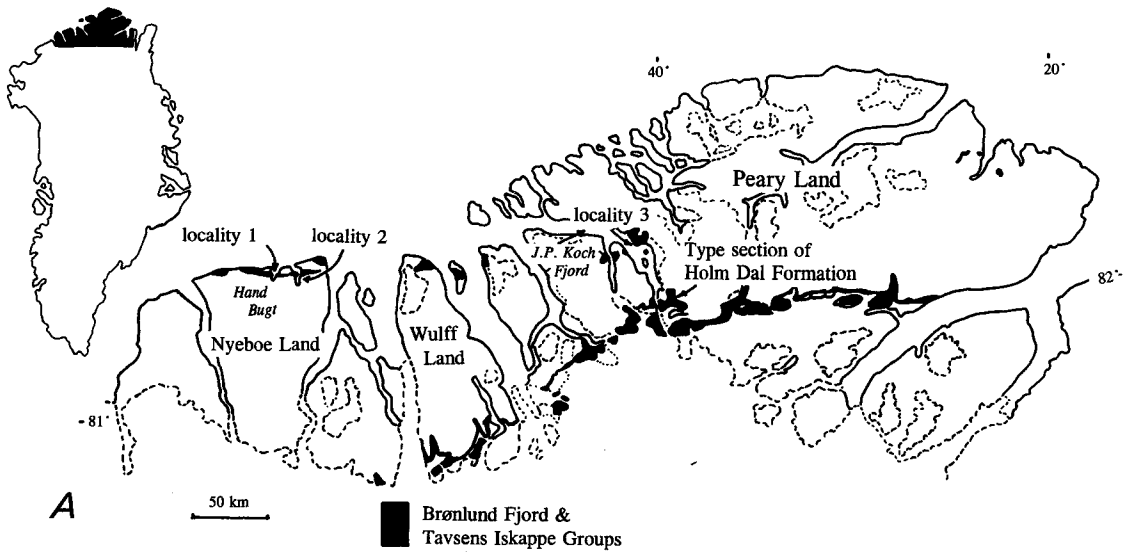 40°
20°
Peary Land
locality 3
locality 1
locality 2
J.P. Koch
Fjord
Type section of
Holm Dal Formation
82°
Hand
Bugt
Nyeboe Land
Wulff
Land
81°
A
50 km
Brønlund Fjord &
Tavsens Iskappe Groups